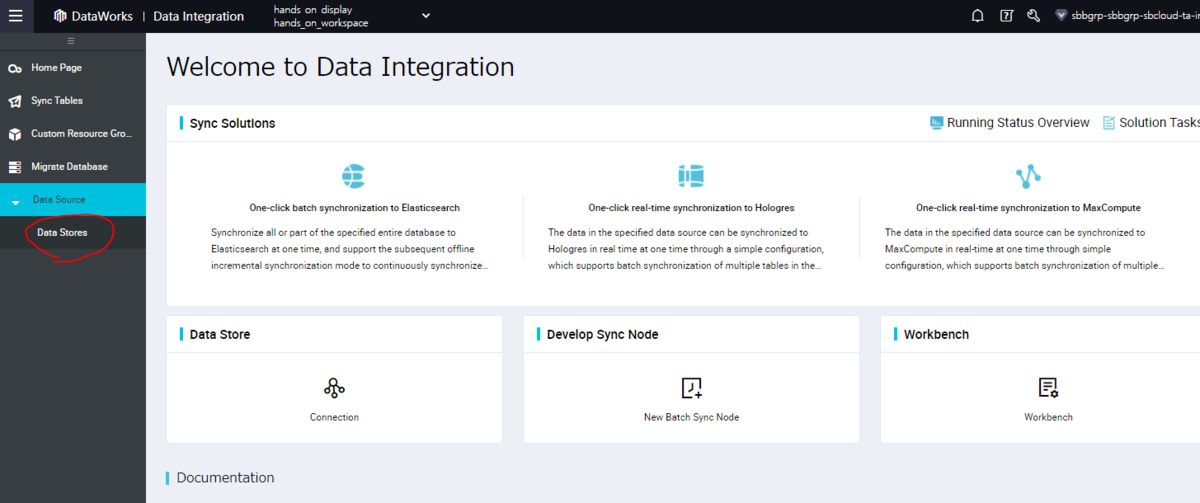 DataWorks | Data Integration
hands_on_display
hands_on_workspace
sbbgrp-sbbgrp-sbcloud-ta-in
Home Page
Sync Tables
Custom Resource Gro...
Migrate Database
Data Source
Data Stores
Welcome to Data Integration
Sync Solutions
Running Status Overview
Solution Tasks
One-click batch synchronization to Elasticsearch
Synchronize all or part of the specified entire database to
Elasticsearch at one time, and support the subsequent offline
incremental synchronization mode to continuously synchronize...
One-click real-time synchronization to Hologres
The data in the specified data source can be synchronized to
Hologres in real time at one time through a simple configuration,
which supports batch synchronization of multiple tables in the...
One-click real-time synchronization to MaxCompute
The data in the specified data source can be synchronized to
MaxCompute in real-time at one time through simple
configuration, which supports batch synchronization of multiple...
Data Store
Connection
Develop Sync Node
New Batch Sync Node
Workbench
Workbench
Documentation